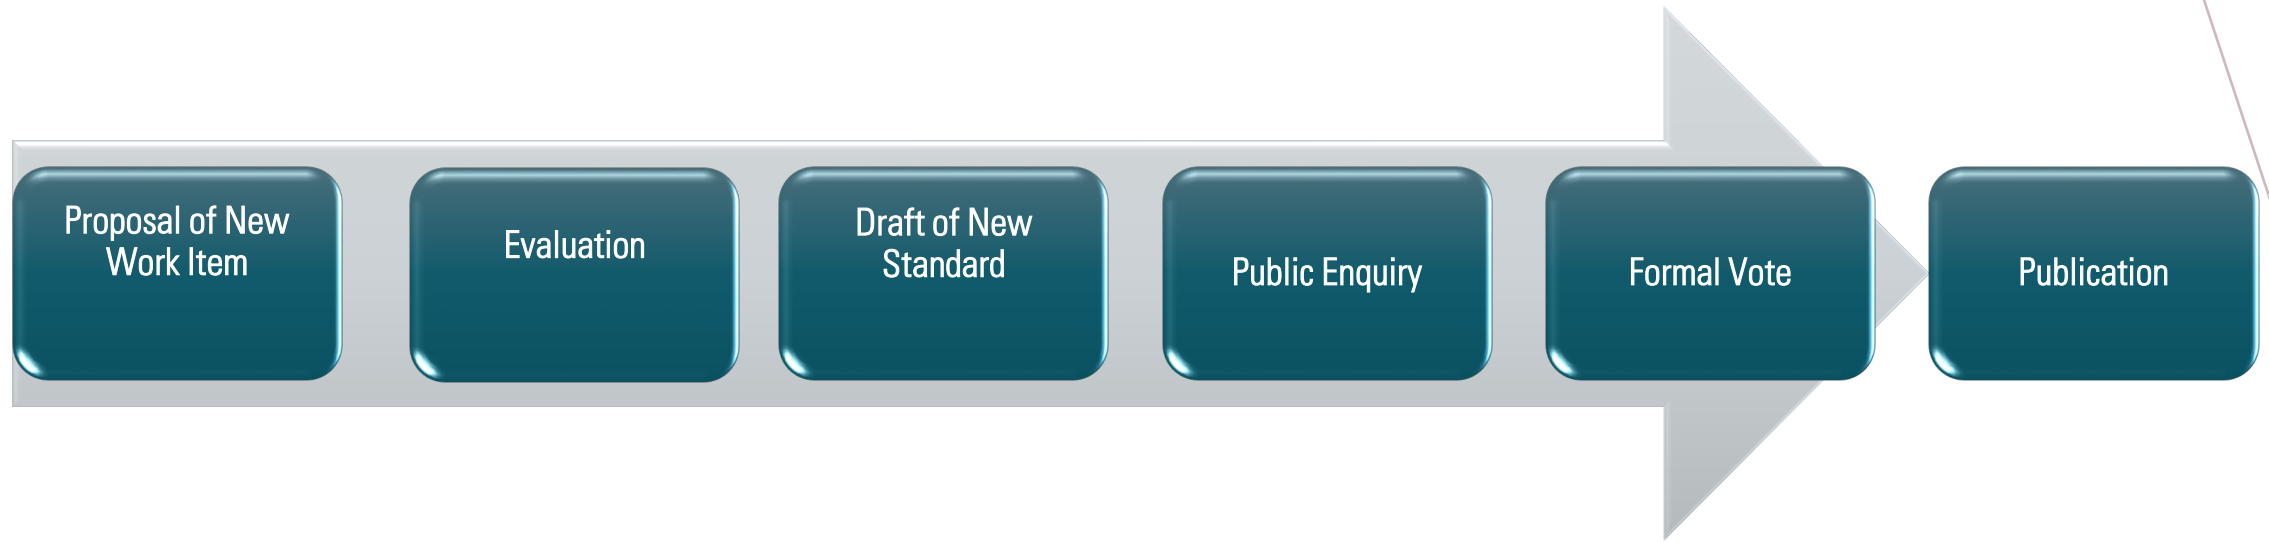 Proposal of New
Work Item
Evaluation
Draft of New
Standard
Public Enquiry
Formal Vote
Publication